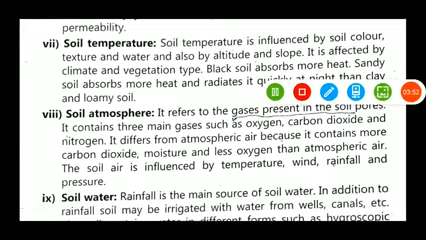 permeability.
vii) Soil temperature: Soil temperature is influenced by soil colour,
texture and water and also by altitude and slope. It is affected by
climate and vegetation type. Black soil absorbs more heat. Sandy
soil absorbs more heat and radiates it quickly at night than clay
and loamy soil.
03:52
viii) Soil atmosphere: It refers to the gases present in the soil pores.
It contains three main gases such as oxygen, carbon dioxide and
nitrogen. It differs from atmospheric air because it contains more
carbon dioxide, moisture and less oxygen than atmospheric air.
The soil air is influenced by temperature, wind, rainfall and
pressure.
ix) Soil water: Rainfall is the main source of soil water. In addition to
rainfall soil may be irrigated with water from wells, canals, etc.
in different forms such as hygroscopic